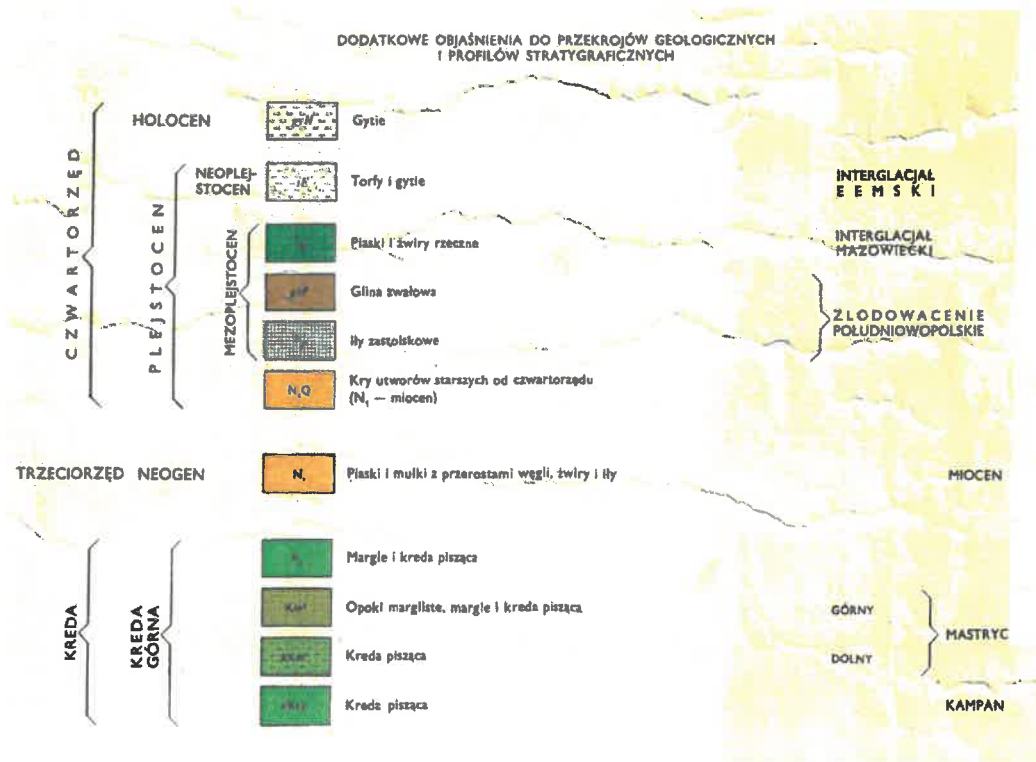 DODATKOWE OBJAŚNIENIA DO PRZEKROJÓW GEOLOGICZNYCH
I PROFILÓW STRATYGRAFICZNYCH
CZWARTORZĘD
HOLOCEN
Gytie
PLEJSTOCEN
NEOPLEJ-
STOCEN
Torfy i gytie
INTERGLACJAŁ
EEMSKI
MEZOPLEJSTOCEN
Piaski i żwiry rzeczne
INTERGLACJAŁ
MAZOWIECKI
Glina zwałowa
ZLODOWACENIE
POŁUDNIOWOPOLSKIE
Iły zastoiskowe
N₁Q
Kry utworów starszych od czwartorzędu
(N₁ — miocen)
TRZECIORZĘD NEOGEN
N₁
Piaski i mułki z przerostami węgli, żwiry i iły
MIOCEN
KREDA
KREDA
GÓRNA
Margle i kreda pisząca
Opoki margliste, margle i kreda pisząca
GÓRNY
MASTRYC
Kreda pisząca
DOLNY
Kreda pisząca
KAMPAN